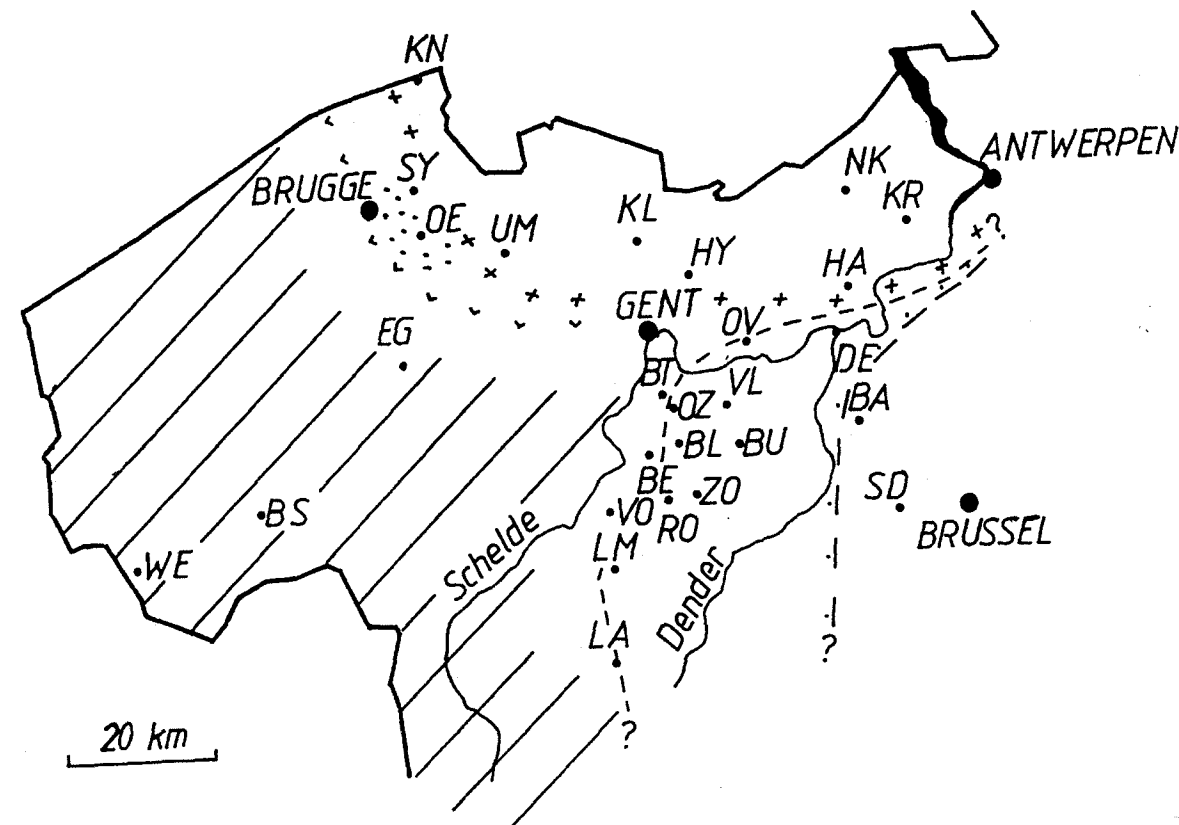 KN
ANTWERPEN
NK
SY
BRUGGE
KR
KL
OE
UM
?
HY
HA
GENT
OV
EG
DE
BT
VL
OZ
BA
BL
BU
BE
ZO
SD
BS
VO
RO
BRUSSEL
LM
Schelde
WE
Dender
LA
?
?
20 km